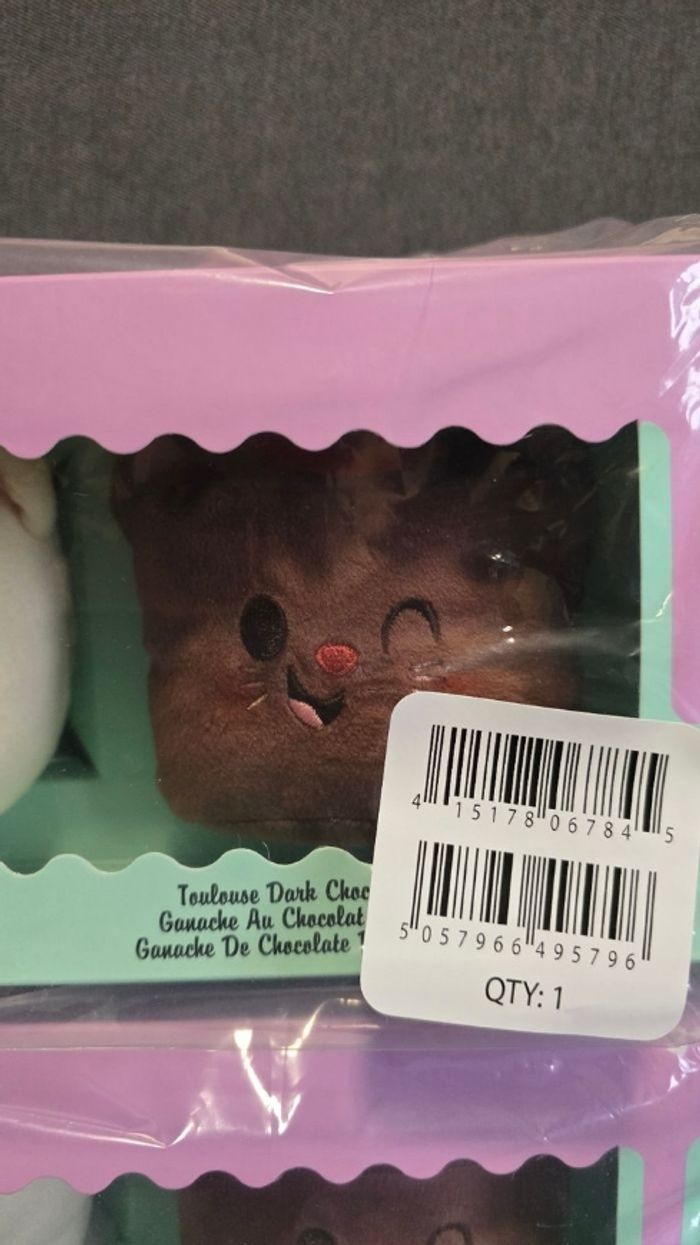 4 15178 06784 5
5 057966 495796
QTY: 1
Toulouse Dark Choc
Ganache Au Chocolat
Ganache De Chocolate